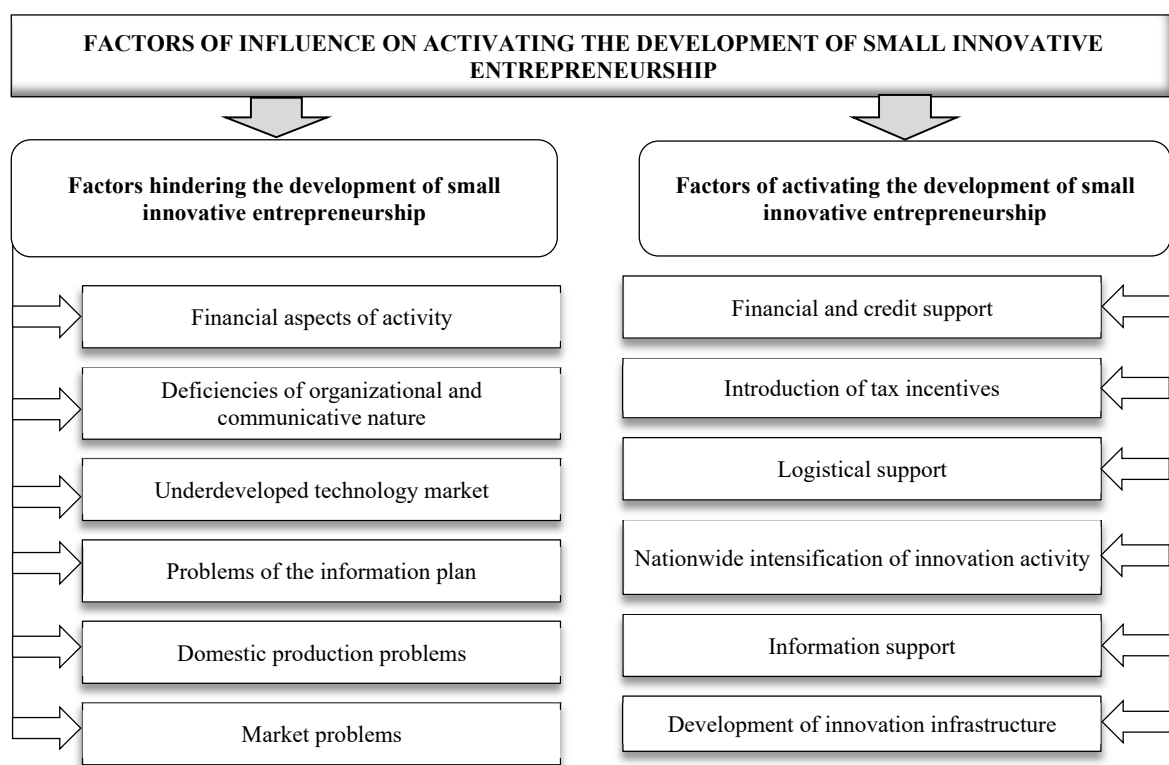 FACTORS OF INFLUENCE ON ACTIVATING THE DEVELOPMENT OF SMALL INNOVATIVE
ENTREPRENEURSHIP
Factors hindering the development of small
innovative entrepreneurship
Financial aspects of activity
Deficiencies of organizational and
communicative nature
Underdeveloped technology market
Problems of the information plan
Domestic production problems
Market problems
Factors of activating the development of small
innovative entrepreneurship
Financial and credit support
Introduction of tax incentives
Logistical support
Nationwide intensification of innovation activity
Information support
Development of innovation infrastructure